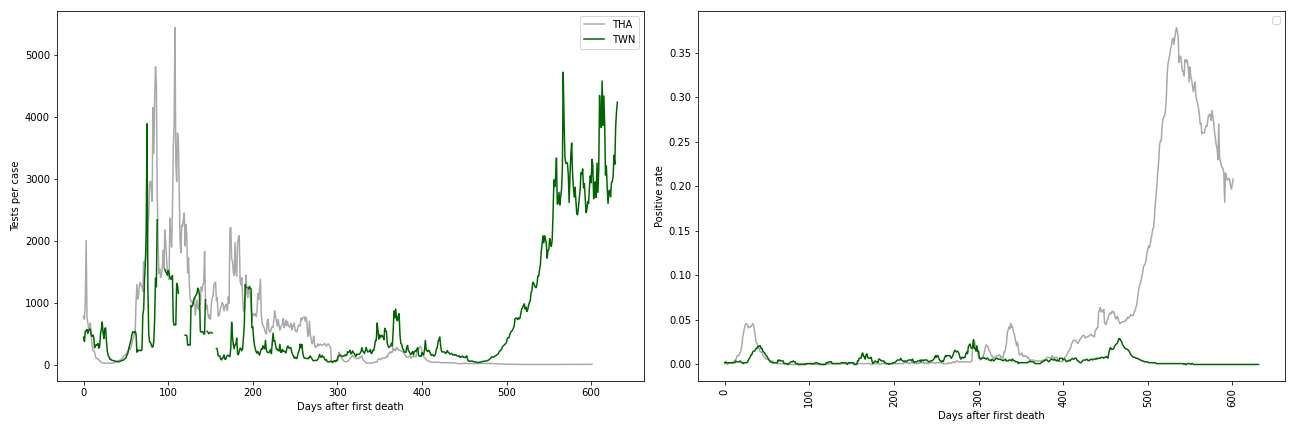 THA
TWN
Tests per case
5000
4000
3000
2000
1000
0
0 100 200 300 400 500 600
Days after first death
Positive rate
0.35
0.30
0.25
0.20
0.15
0.10
0.05
0.00
0 100 200 300 400 500 600
Days after first death